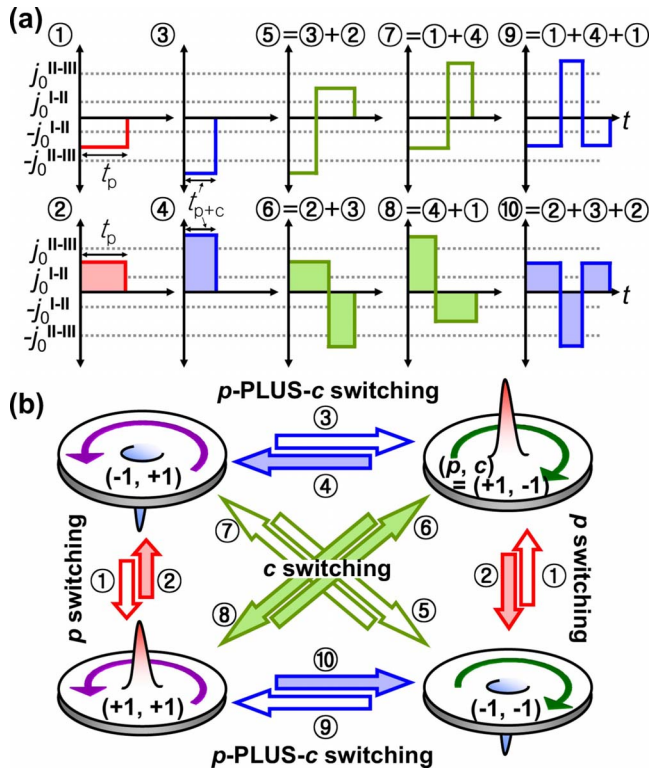 (a)
① ③ ⑤=③+② ⑦=①+④ ⑨=①+④+①
j₀ᴵᴵ⁻ᴵᴵᴵ
j₀ᴵ⁻ᴵᴵ
-j₀ᴵ⁻ᴵᴵ
-j₀ᴵᴵ⁻ᴵᴵᴵ
t
tₚ
tₚ₊c
② ④ ⑥=②+③ ⑧=④+① ⑩=②+③+②
tₚ
j₀ᴵᴵ⁻ᴵᴵᴵ
j₀ᴵ⁻ᴵᴵ
-j₀ᴵ⁻ᴵᴵ
-j₀ᴵᴵ⁻ᴵᴵᴵ
t
p-PLUS-c switching
(b)
③
④
(-1, +1)
(p, c)
= (+1, -1)
⑦
⑥
p switching
①
②
c switching
②
①
p switching
⑧
⑤
(+1, +1)
⑩
⑨
(-1, -1)
p-PLUS-c switching